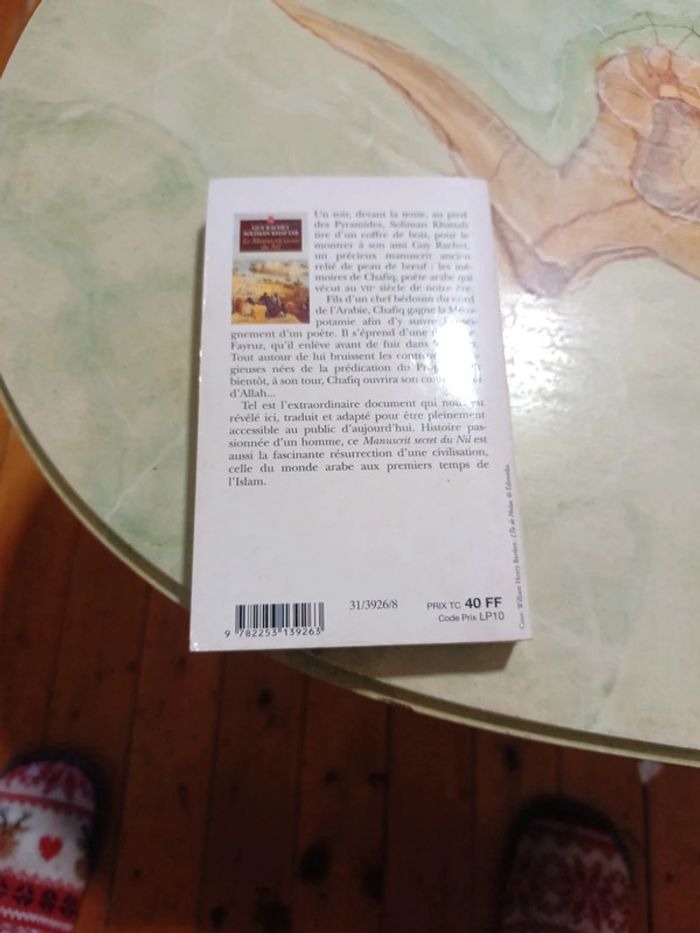 GUY RACHET
SOLIMAN KHATTAB
Le Manuscrit secret
du Nil
Un soir, devant la tente, au pied
des Pyramides, Soliman Khattab
tire d'un coffre de bois, pour le
montrer à son ami Guy Rachet,
un précieux manuscrit ancien
relié de peau de bœuf : les mé-
moires de Chafiq, poète arabe qui
vécut au VIIe siècle de notre ère.
Fils d'un chef bédouin du nord
de l'Arabie, Chafiq gagne la Méso-
potamie afin d'y suivre
gnement d'un poète. Il s'éprend d'une
Fayruz, qu'il enlève avant de fuir dans
Tout autour de lui bruissent les
gieuses nées de la prédication du
bientôt, à son tour, Chafiq ouvrira son
d'Allah...
Tel est l'extraordinaire document qui nous est
révélé ici, traduit et adapté pour être pleinement
accessible au public d'aujourd'hui. Histoire pas-
sionnée d'un homme, ce Manuscrit secret du Nil est
aussi la fascinante résurrection d'une civilisation,
celle du monde arabe aux premiers temps de
l'Islam.
9 782253 139263
31/3926/8
PRIX TC 40 FF
Code Prix LP10
William Henry Bartlett :